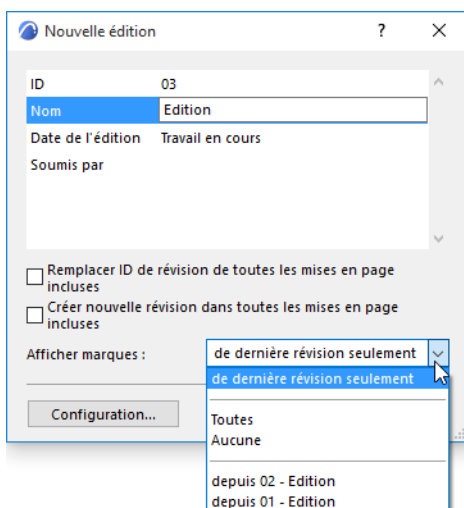 Nouvelle édition ?
ID 03
Nom Edition
Date de l'édition Travail en cours
Soumis par
Remplacer ID de révision de toutes les mises en page
incluses
Créer nouvelle révision dans toutes les mises en page
incluses
Afficher marques : de dernière révision seulement
de dernière révision seulement
Configuration...
Toutes
Aucune
depuis 02 - Edition
depuis 01 - Edition